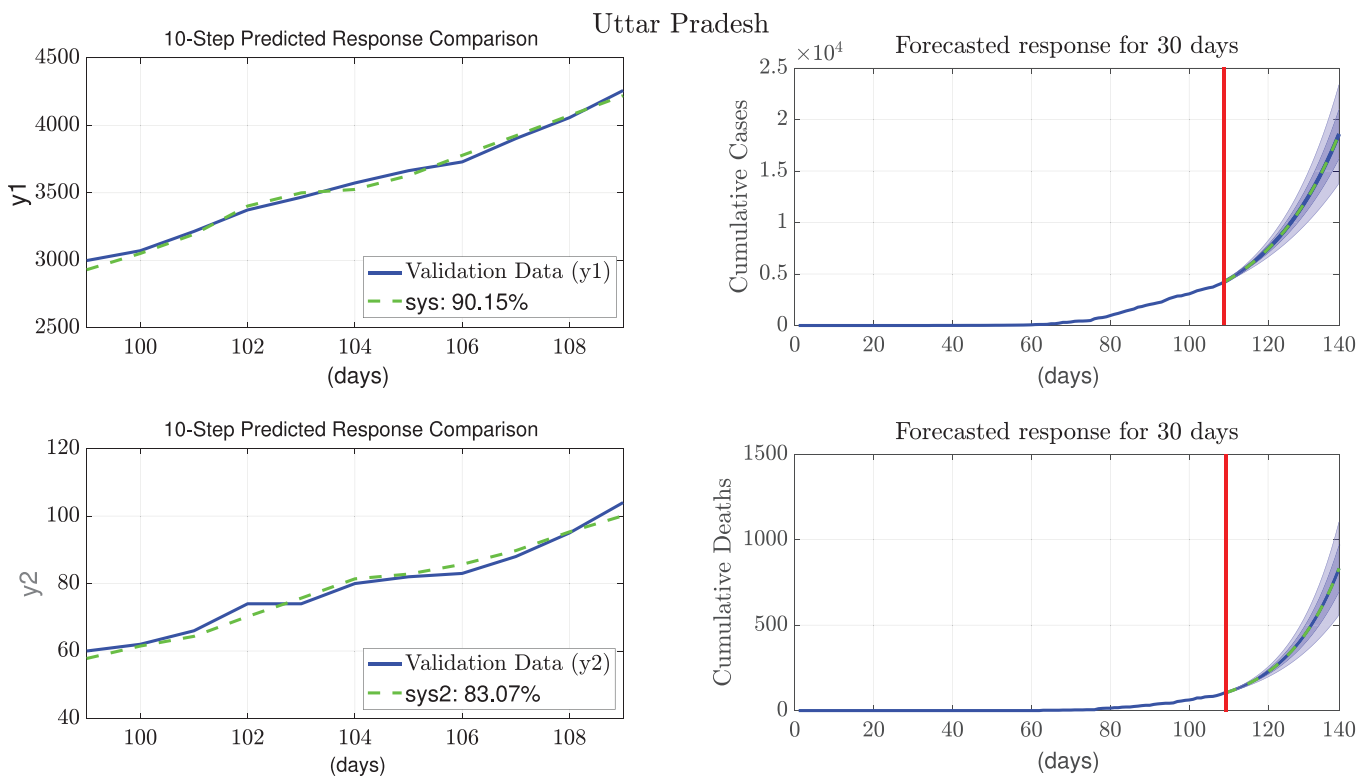 Uttar Pradesh
10-Step Predicted Response Comparison
4500
4000
3500
3000
2500
y1
Validation Data (y1)
sys: 90.15%
100 102 104 106 108
(days)
Forecasted response for 30 days
×10⁴
2.5
2
1.5
1
0.5
0
Cumulative Cases
0 20 40 60 80 100 120 140
(days)
10-Step Predicted Response Comparison
120
100
80
60
40
y2
Validation Data (y2)
sys2: 83.07%
100 102 104 106 108
(days)
Forecasted response for 30 days
1500
1000
500
0
Cumulative Deaths
0 20 40 60 80 100 120 140
(days)